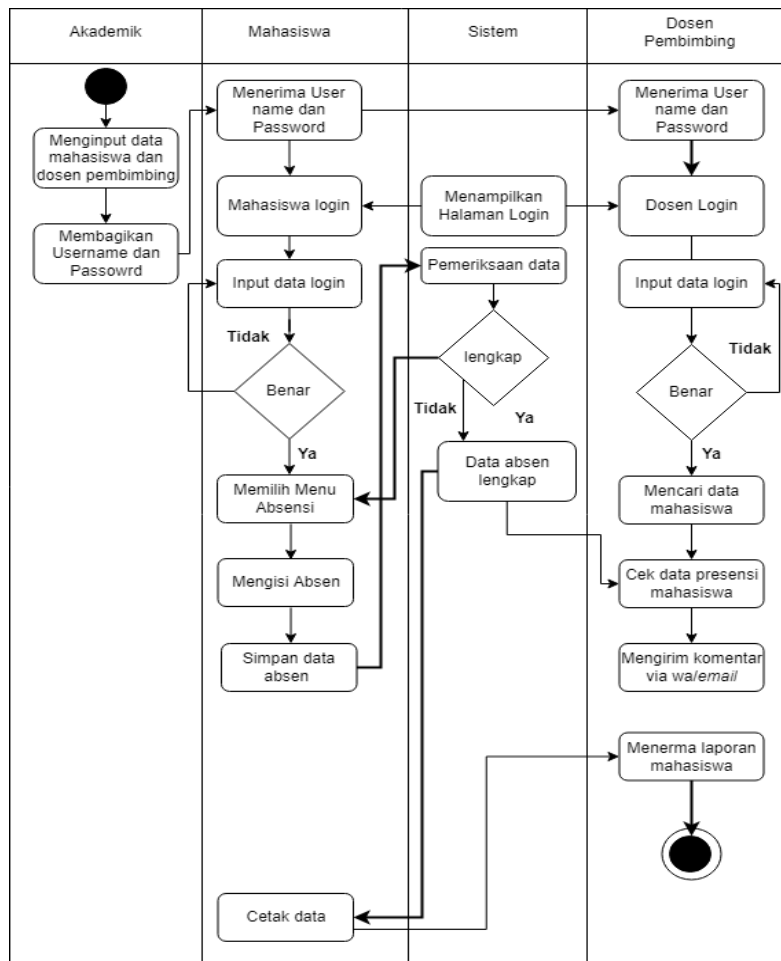 Akademik
Mahasiswa
Sistem
Dosen
Pembimbing
Menginput data
mahasiswa dan
dosen pembimbing
Membagikan
Username dan
Passowrd
Menerima User
name dan
Password
Mahasiswa login
Input data login
Tidak
Benar
Ya
Memilih Menu
Absensi
Mengisi Absen
Simpan data
absen
Cetak data
Menampilkan
Halaman Login
Pemeriksaan data
lengkap
Tidak
Ya
Data absen
lengkap
Menerima User
name dan
Password
Dosen Login
Input data login
Tidak
Benar
Ya
Mencari data
mahasiswa
Cek data presensi
mahasiswa
Mengirim komentar
via wa/email
Menerma laporan
mahasiswa